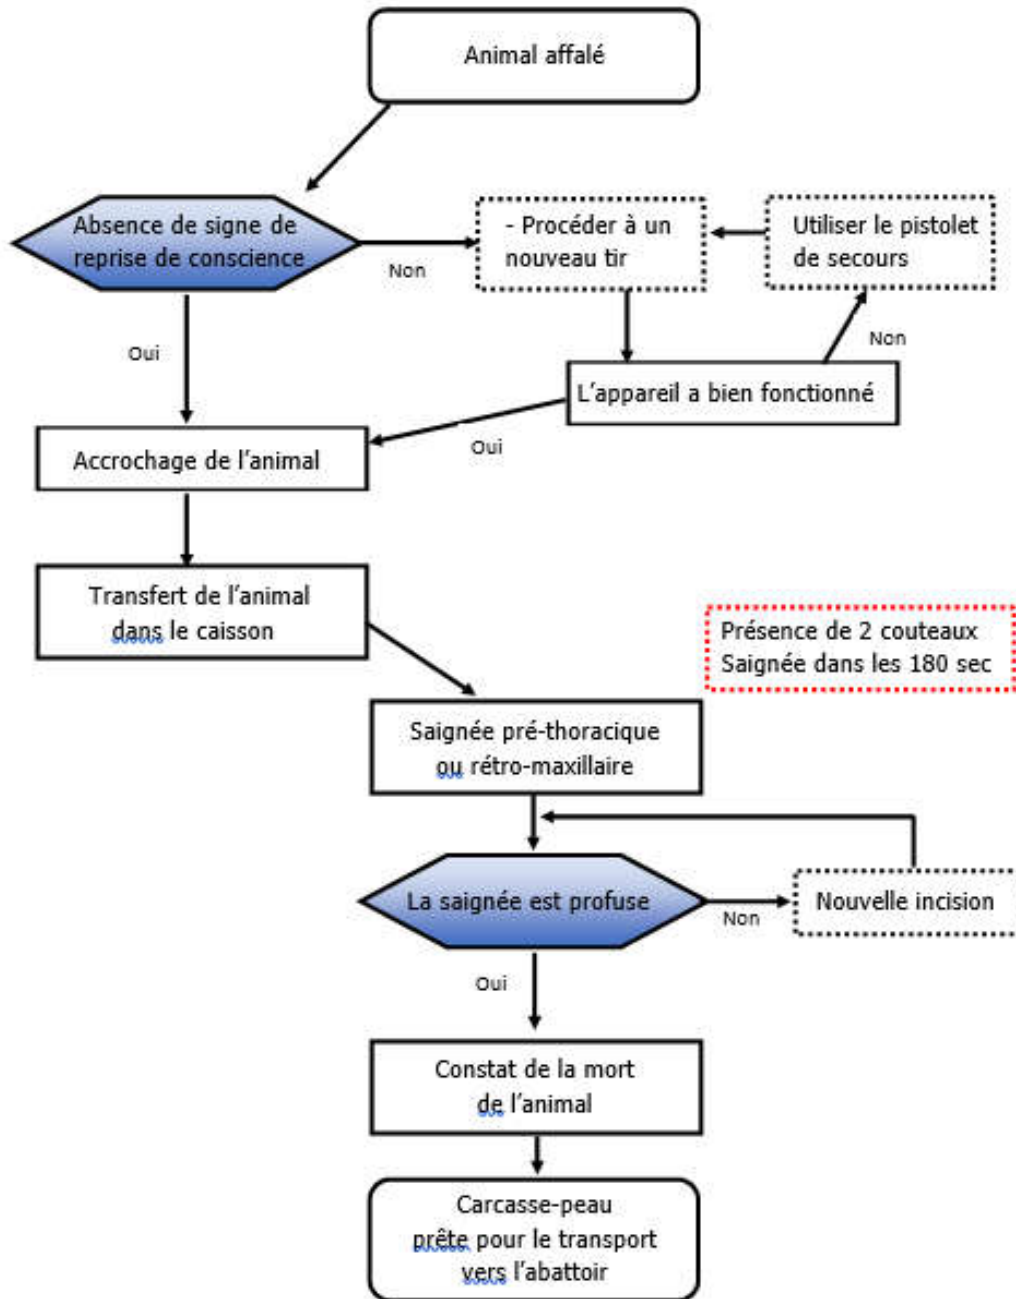 Animal affalé
Absence de signe de
reprise de conscience
Non
- Procéder à un
nouveau tir
Utiliser le pistolet
de secours
Non
Oui
L'appareil a bien fonctionné
Oui
Accrochage de l'animal
Transfert de l'animal
dans le caisson
Présence de 2 couteaux
Saignée dans les 180 sec
Saignée pré-thoracique
ou rétro-maxillaire
La saignée est profuse
Non
Nouvelle incision
Oui
Constat de la mort
de l'animal
Carcasse-peau
prête pour le transport
vers l'abattoir